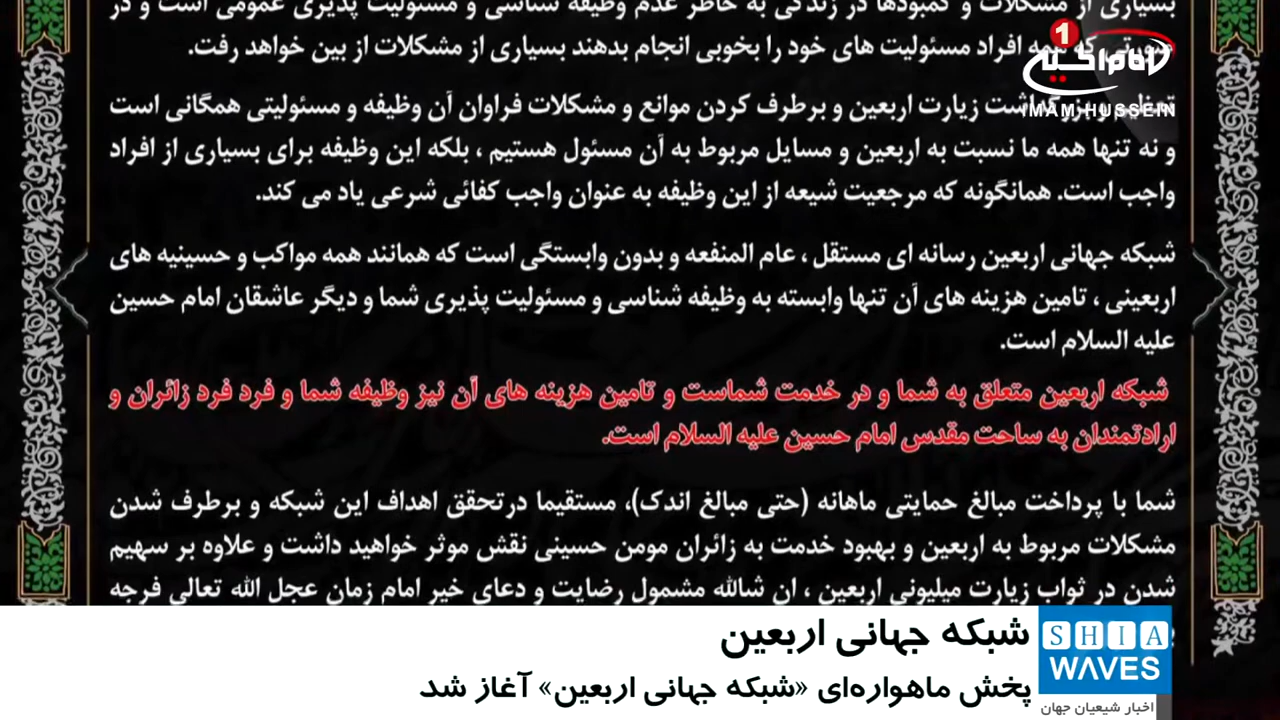 بسیاری از مشکلات و کمبودها در زندگی به خاطر عدم وظیفه شناسی و مسئولیت پذیری عمومی است و در
صورتی که همه افراد مسئولیت های خود را بخوبی انجام بدهند بسیاری از مشکلات از بین خواهد رفت.
1
امام حسین
IMAM HUSSEIN
زیارت اربعین و برطرف کردن موانع و مشکلات فراوان آن وظیفه و مسئولیتی همگانی است
و نه تنها همه ما نسبت به اربعین و مسایل مربوط به آن مسئول هستیم ، بلکه این وظیفه برای بسیاری از افراد
واجب است. همانگونه که مرجعیت شیعه از این وظیفه به عنوان واجب کفائی شرعی یاد می کند.
شبکه جهانی اربعین رسانه ای مستقل ، عام المنفعه و بدون وابستگی است که همانند همه مواکب و حسینیه های
اربعینی ، تامین هزینه های آن تنها وابسته به وظیفه شناسی و مسئولیت پذیری شما و دیگر عاشقان امام حسین
علیه السلام است.
شبکه اربعین متعلق به شما و در خدمت شماست و تامین هزینه های آن نیز وظیفه شما و فرد فرد زائران و
ارادتمندان به ساحت مقدس امام حسین علیه السلام است.
شما با پرداخت مبالغ حمایتی ماهانه (حتی مبالغ اندک)، مستقیما درتحقق اهداف این شبکه و برطرف شدن
مشکلات مربوط به اربعین و بهبود خدمت به زائران مومن حسینی نقش موثر خواهید داشت و علاوه بر سهیم
شدن در ثواب زیارت میلیونی اربعین ، ان شالله مشمول رضایت و دعای خیر امام زمان عجل الله تعالی فرجه
شبکه جهانی اربعین
پخش ماهواره‌ای «شبکه جهانی اربعین» آغاز شد
SHIA
WAVES
اخبار شیعیان جهان